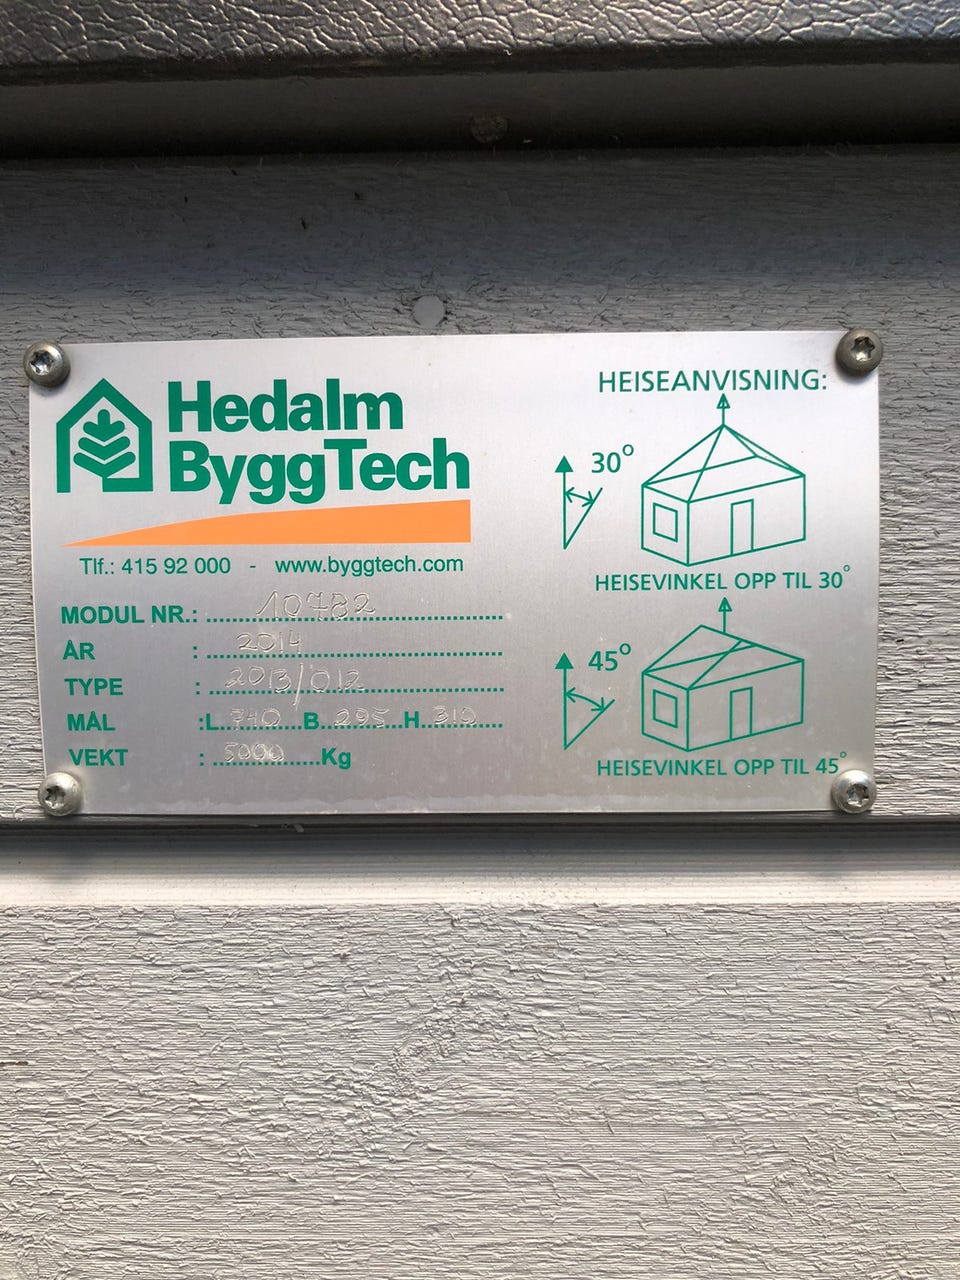 Hedalm
ByggTech
Tlf.: 415 92 000 - www.byggtech.com
MODUL NR.: 10782
ÅR : 2014
TYPE : 2013/012
MÅL :L 740 B 295 H 310
VEKT : 5000 Kg
HEISEANVISNING:
30°
HEISEVINKEL OPP TIL 30°
45°
HEISEVINKEL OPP TIL 45°